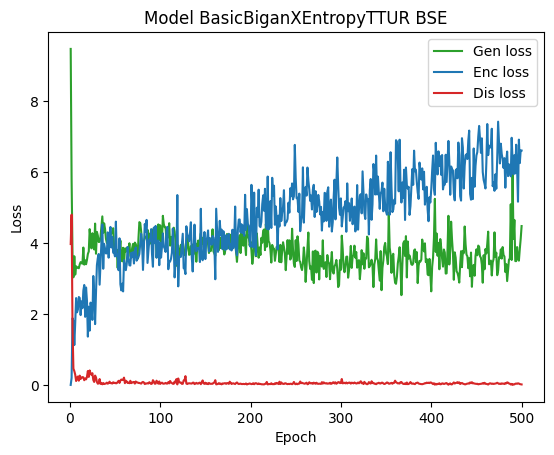 Model BasicBiganXEntropyTTUR BSE
Gen loss
Enc loss
Dis loss
Loss
8
6
4
2
0
0 100 200 300 400 500
Epoch